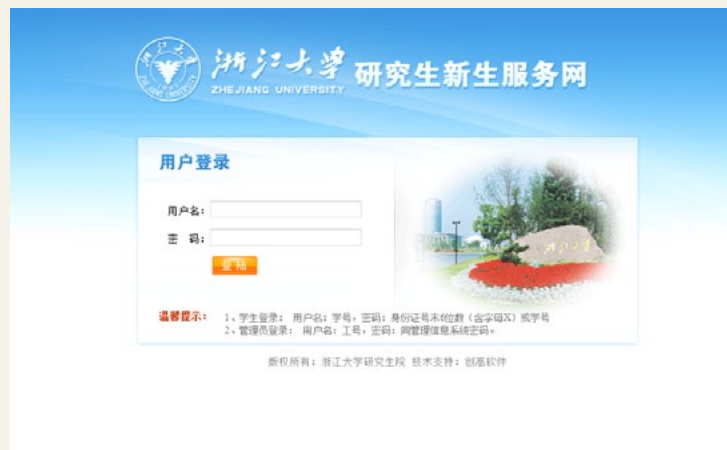 浙江大学 研究生新生服务网
ZHEJIANG UNIVERSITY
用户登录
用户名：
密 码：
登 陆
浙江大学
温馨提示： 1、学生登录： 用户名：学号，密码：身份证号末6位数（含字母X）或学号
2、管理员登录： 用户名：工号，密码：同管理信息系统密码。
版权所有：浙江大学研究生院 技术支持：创高软件